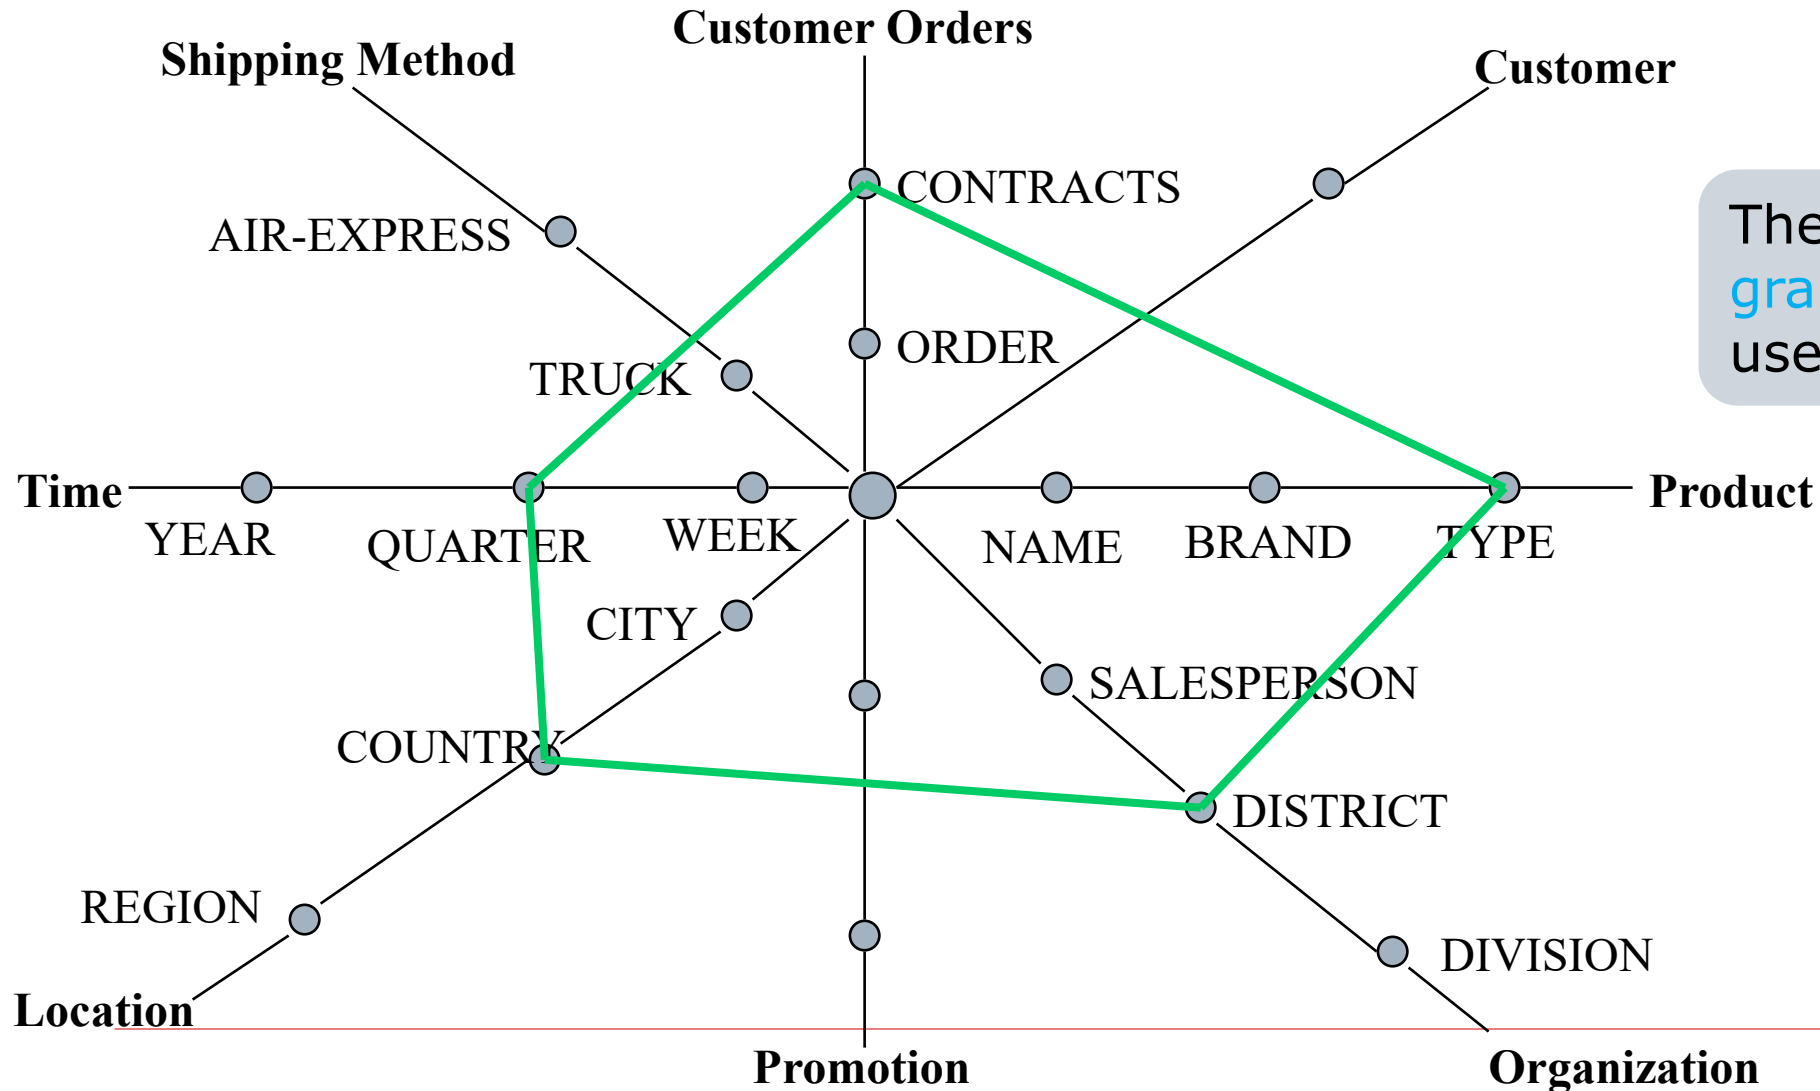 Customer Orders
Shipping Method
Customer
CONTRACTS
The
AIR-EXPRESS
use
ORDER
TRUCK
Time
Product
YEAR
QUARTER
WEEK
NAME
BRAND
TYPE
CITY
SALESPERSON
COUNTRY
DISTRICT
REGION
DIVISION
Location
Promotion
Organization